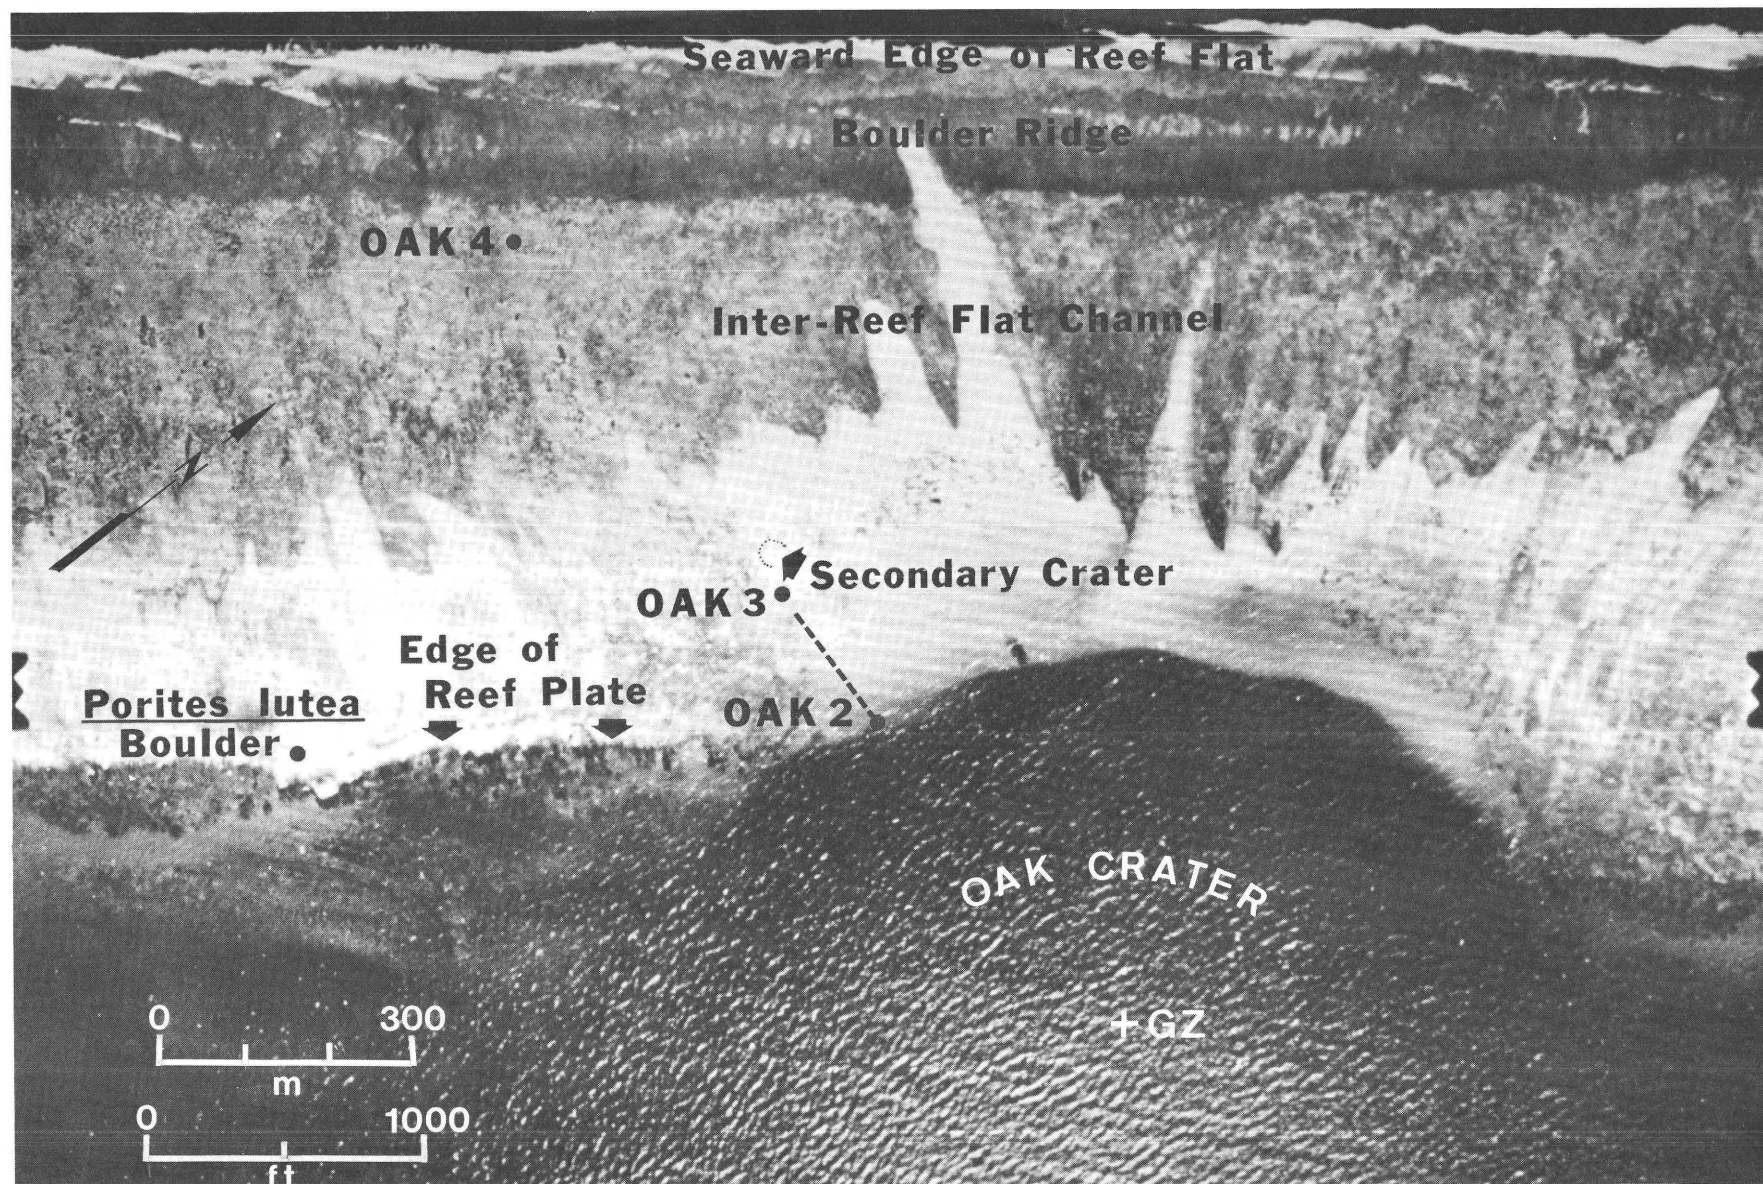 Seaward Edge of Reef Flat
Boulder Ridge
OAK 4
Inter-Reef Flat Channel
N
Secondary Crater
OAK 3
Edge of
Reef Plate
Porites lutea
Boulder
OAK 2
OAK CRATER
+GZ
0 300
m
0 1000
ft